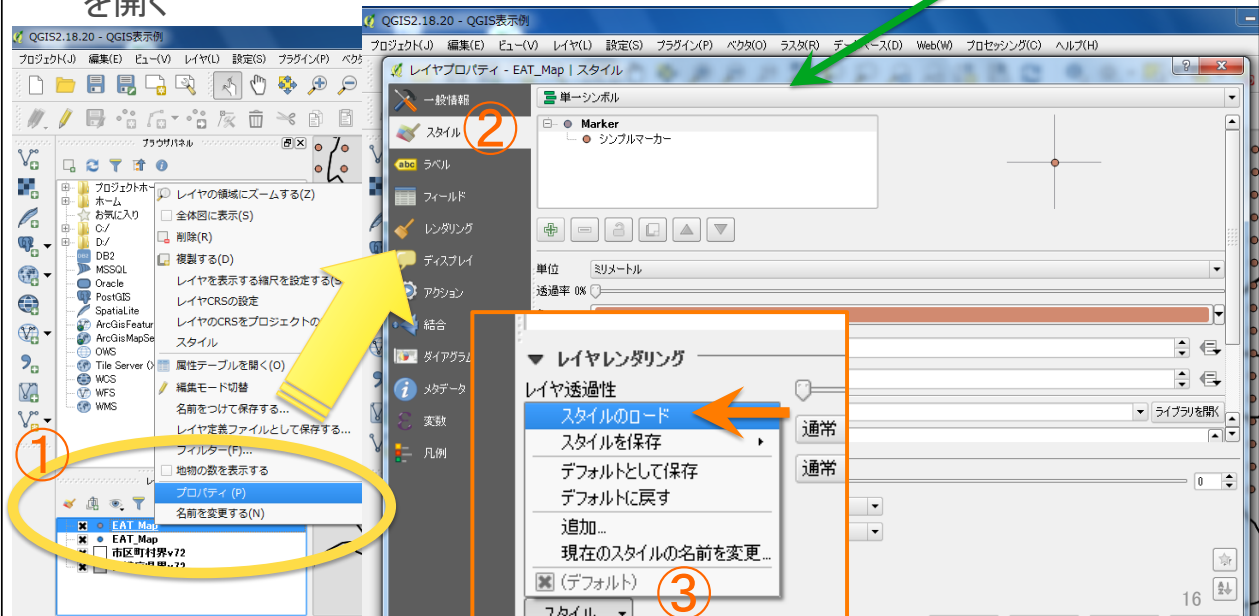 を開く
QGIS2.18.20 - QGIS表示例
プロジェクト(J) 編集(E) ビュー(V) レイヤ(L) 設定(S) プラグイン(P)
ブラウザパネル
プロジェクトホー
ホーム
お気に入り
C:/
D:/
DB2
MSSQL
Oracle
PostGIS
SpatiaLite
ArcGisFeatur
ArcGisMapSe
OWS
Tile Server (
WCS
WFS
WMS
レイヤの領域にズームする(Z)
全体図に表示(S)
削除(R)
複製する(D)
レイヤを表示する縮尺を設定する(S
レイヤCRSの設定
レイヤのCRSをプロジェクトの
スタイル
属性テーブルを開く(O)
編集モード切替
名前をつけて保存する...
レイヤ定義ファイルとして保存する...
フィルター(F)...
地物の数を表示する
プロパティ(P)
名前を変更する(N)
①
EAT_Map
EAT_Map
市区町村界v72
QGIS2.18.20 - QGIS表示例
プロジェクト(J) 編集(E) ビュー(V) レイヤ(L) 設定(S) プラグイン(P) ベクタ(O) ラスタ(R) データベース(D) Web(W) プロセッシング(C) ヘルプ(H)
レイヤプロパティ - EAT_Map | スタイル
一般情報
スタイル
②
abc ラベル
フィールド
レンダリング
ディスプレイ
アクション
結合
ダイアグラム
メタデータ
変数
凡例
単一シンボル
Marker
シンプルマーカー
単位 ミリメートル
透過率 0%
ライブラリを開く
0
レイヤレンダリング
レイヤ透過性
スタイルのロード
スタイルを保存
デフォルトとして保存
デフォルトに戻す
追加...
現在のスタイルの名前を変更...
(デフォルト)
スタイル
通常
通常
③
16